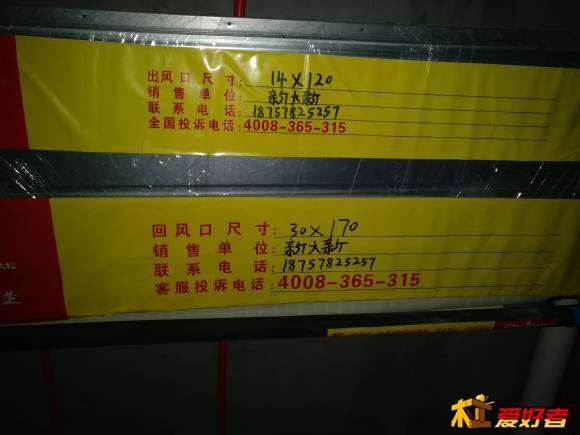 出风口尺寸: 14×120
销售单位: 新大新
联系电话: 18757825257
全国投诉电话: 4008-365-315
回风口尺寸: 30×170
销售单位: 新大新
联系电话: 18757825257
客服投诉电话: 4008-365-315
爱好者